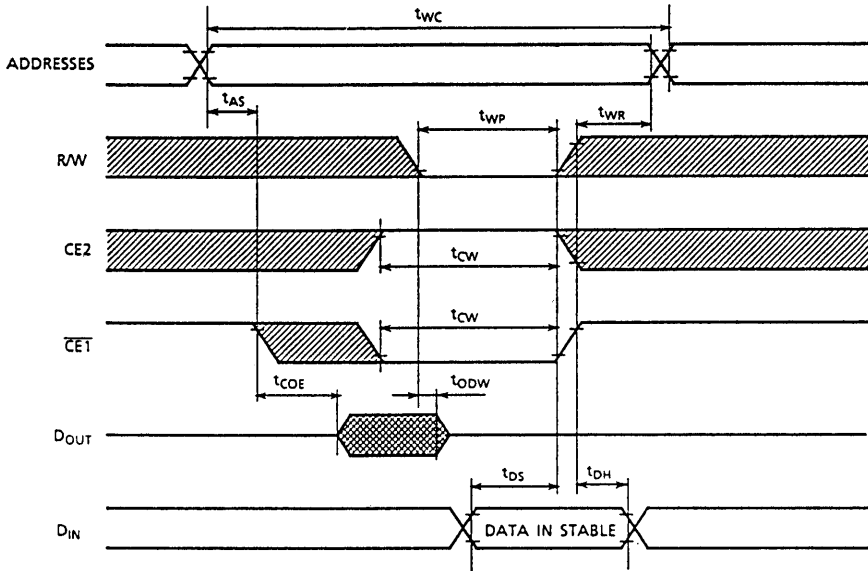 tWC
ADDRESSES
tAS
tWP
tWR
R/W
CE2
tCW
tCW
CE1
tCOE
tODW
DOUT
tDS
tDH
DIN
DATA IN STABLE